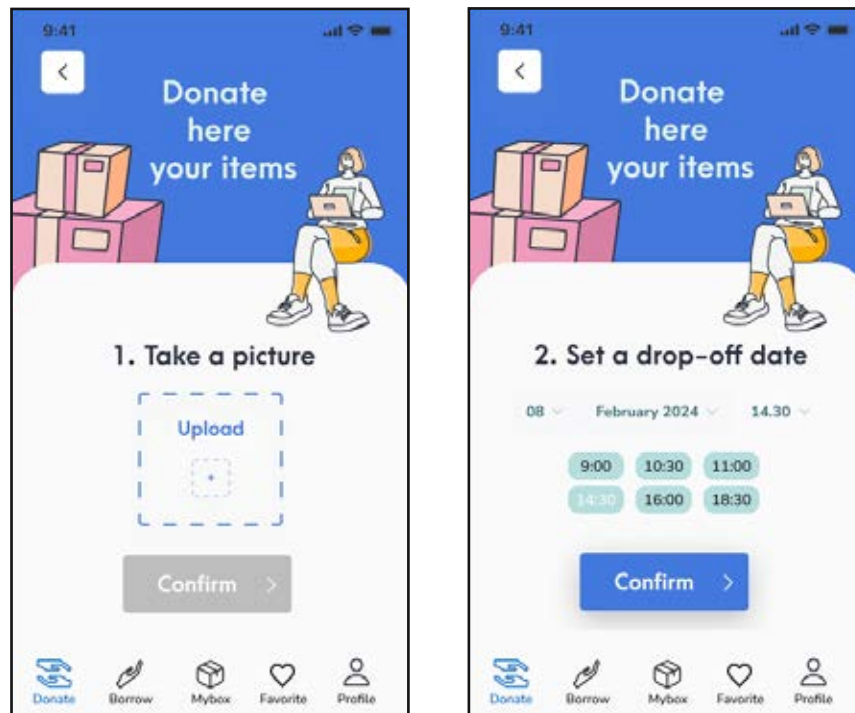 9:41
Donate
here
your items
1. Take a picture
Upload
+
Confirm >
Donate Borrow Mybox Favorite Profile
9:41
Donate
here
your items
2. Set a drop-off date
08 February 2024 14.30
9:00 10:30 11:00
14:30 16:00 18:30
Confirm >
Donate Borrow Mybox Favorite Profile